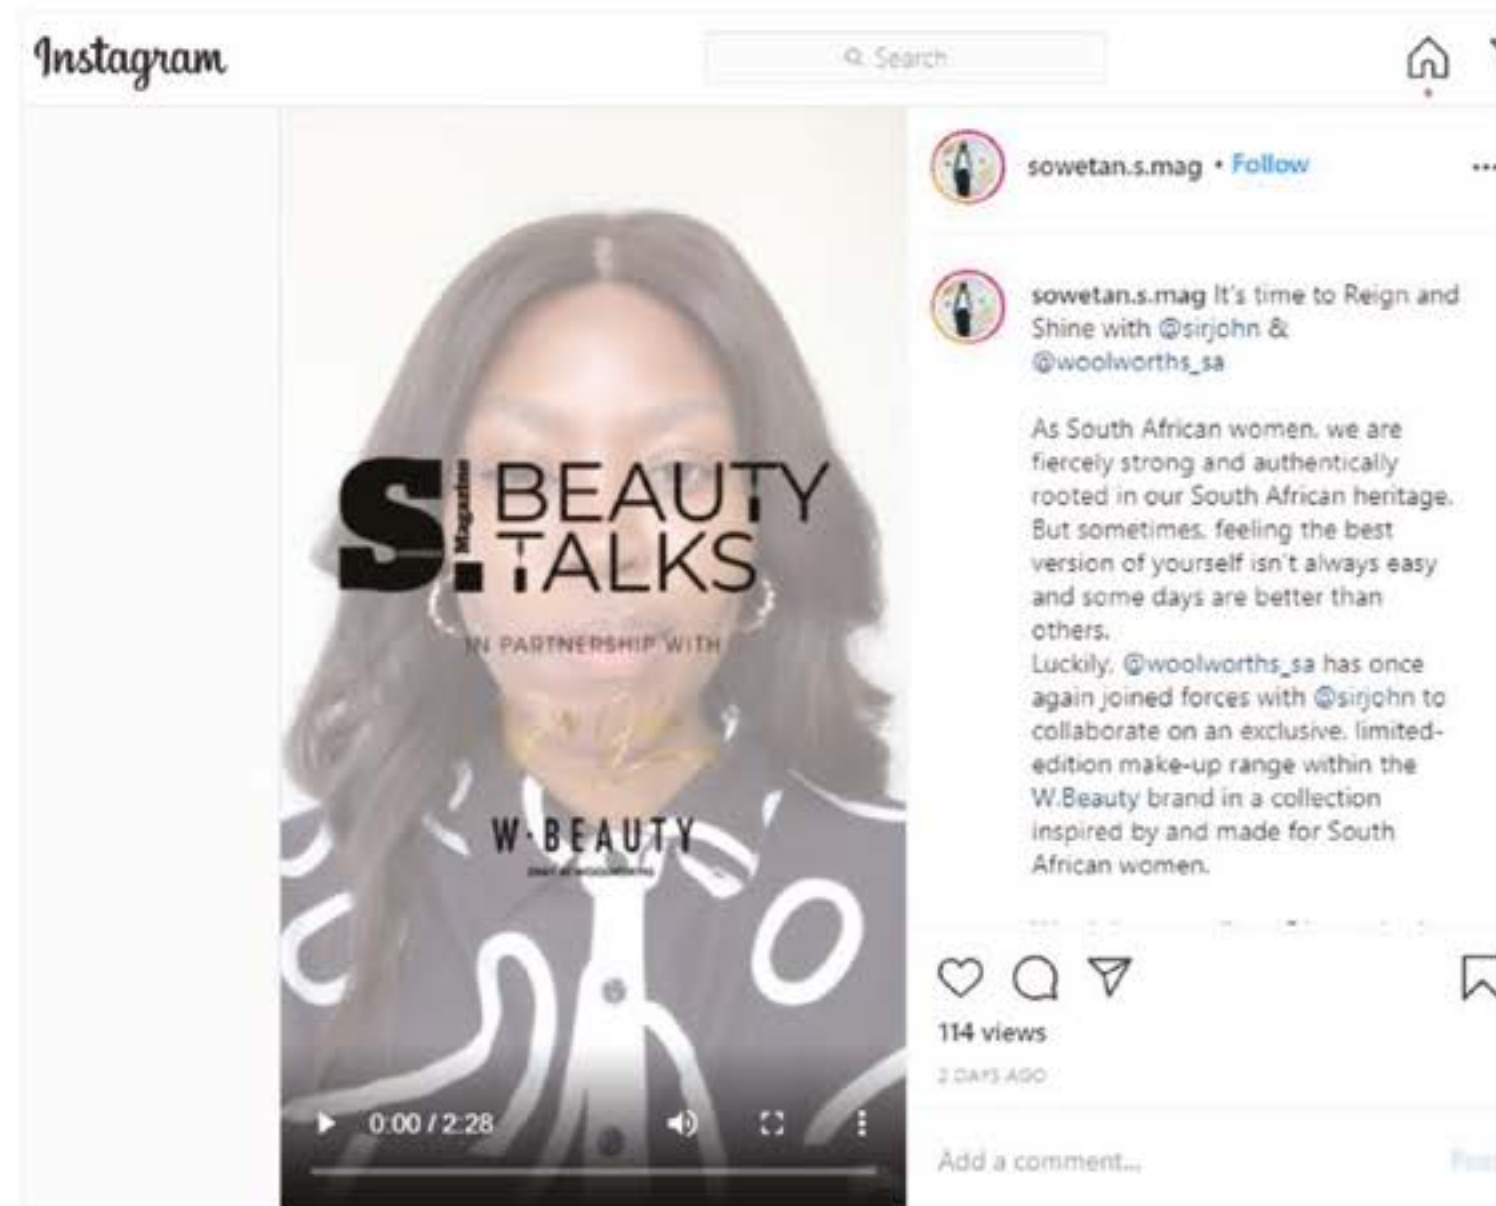 Instagram
Search
sowetan.s.mag • Follow
S. Magazine
BEAUTY
TALKS
IN PARTNERSHIP WITH
W·BEAUTY
0:00 / 2:28
sowetan.s.mag It's time to Reign and
Shine with @sirjohn &
@woolworths_sa
As South African women, we are
fiercely strong and authentically
rooted in our South African heritage.
But sometimes, feeling the best
version of yourself isn't always easy
and some days are better than
others.
Luckily, @woolworths_sa has once
again joined forces with @sirjohn to
collaborate on an exclusive, limited-
edition make-up range within the
W.Beauty brand in a collection
inspired by and made for South
African women.
114 views
2 DAYS AGO
Add a comment...